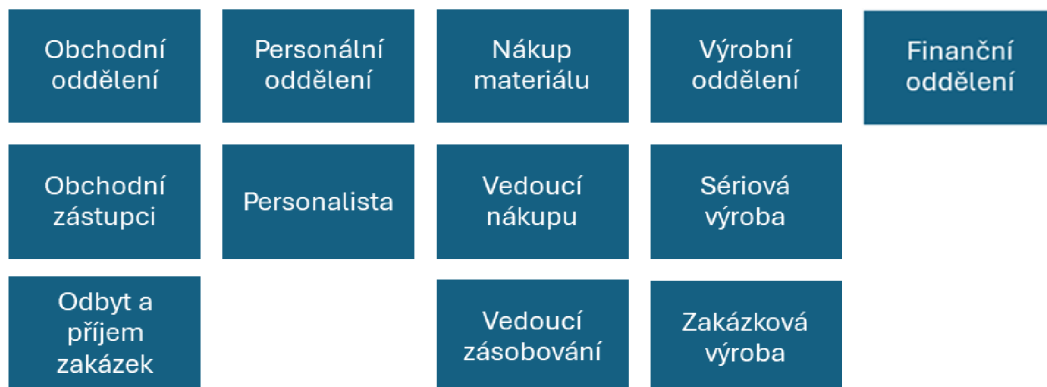 Obchodní
oddělení
Personální
oddělení
Nákup
materiálu
Výrobní
oddělení
Finanční
oddělení
Obchodní
zástupci
Personalista
Vedoucí
nákupu
Sériová
výroba
Odbyt a
příjem
zakázek
Vedoucí
zásobování
Zakázková
výroba